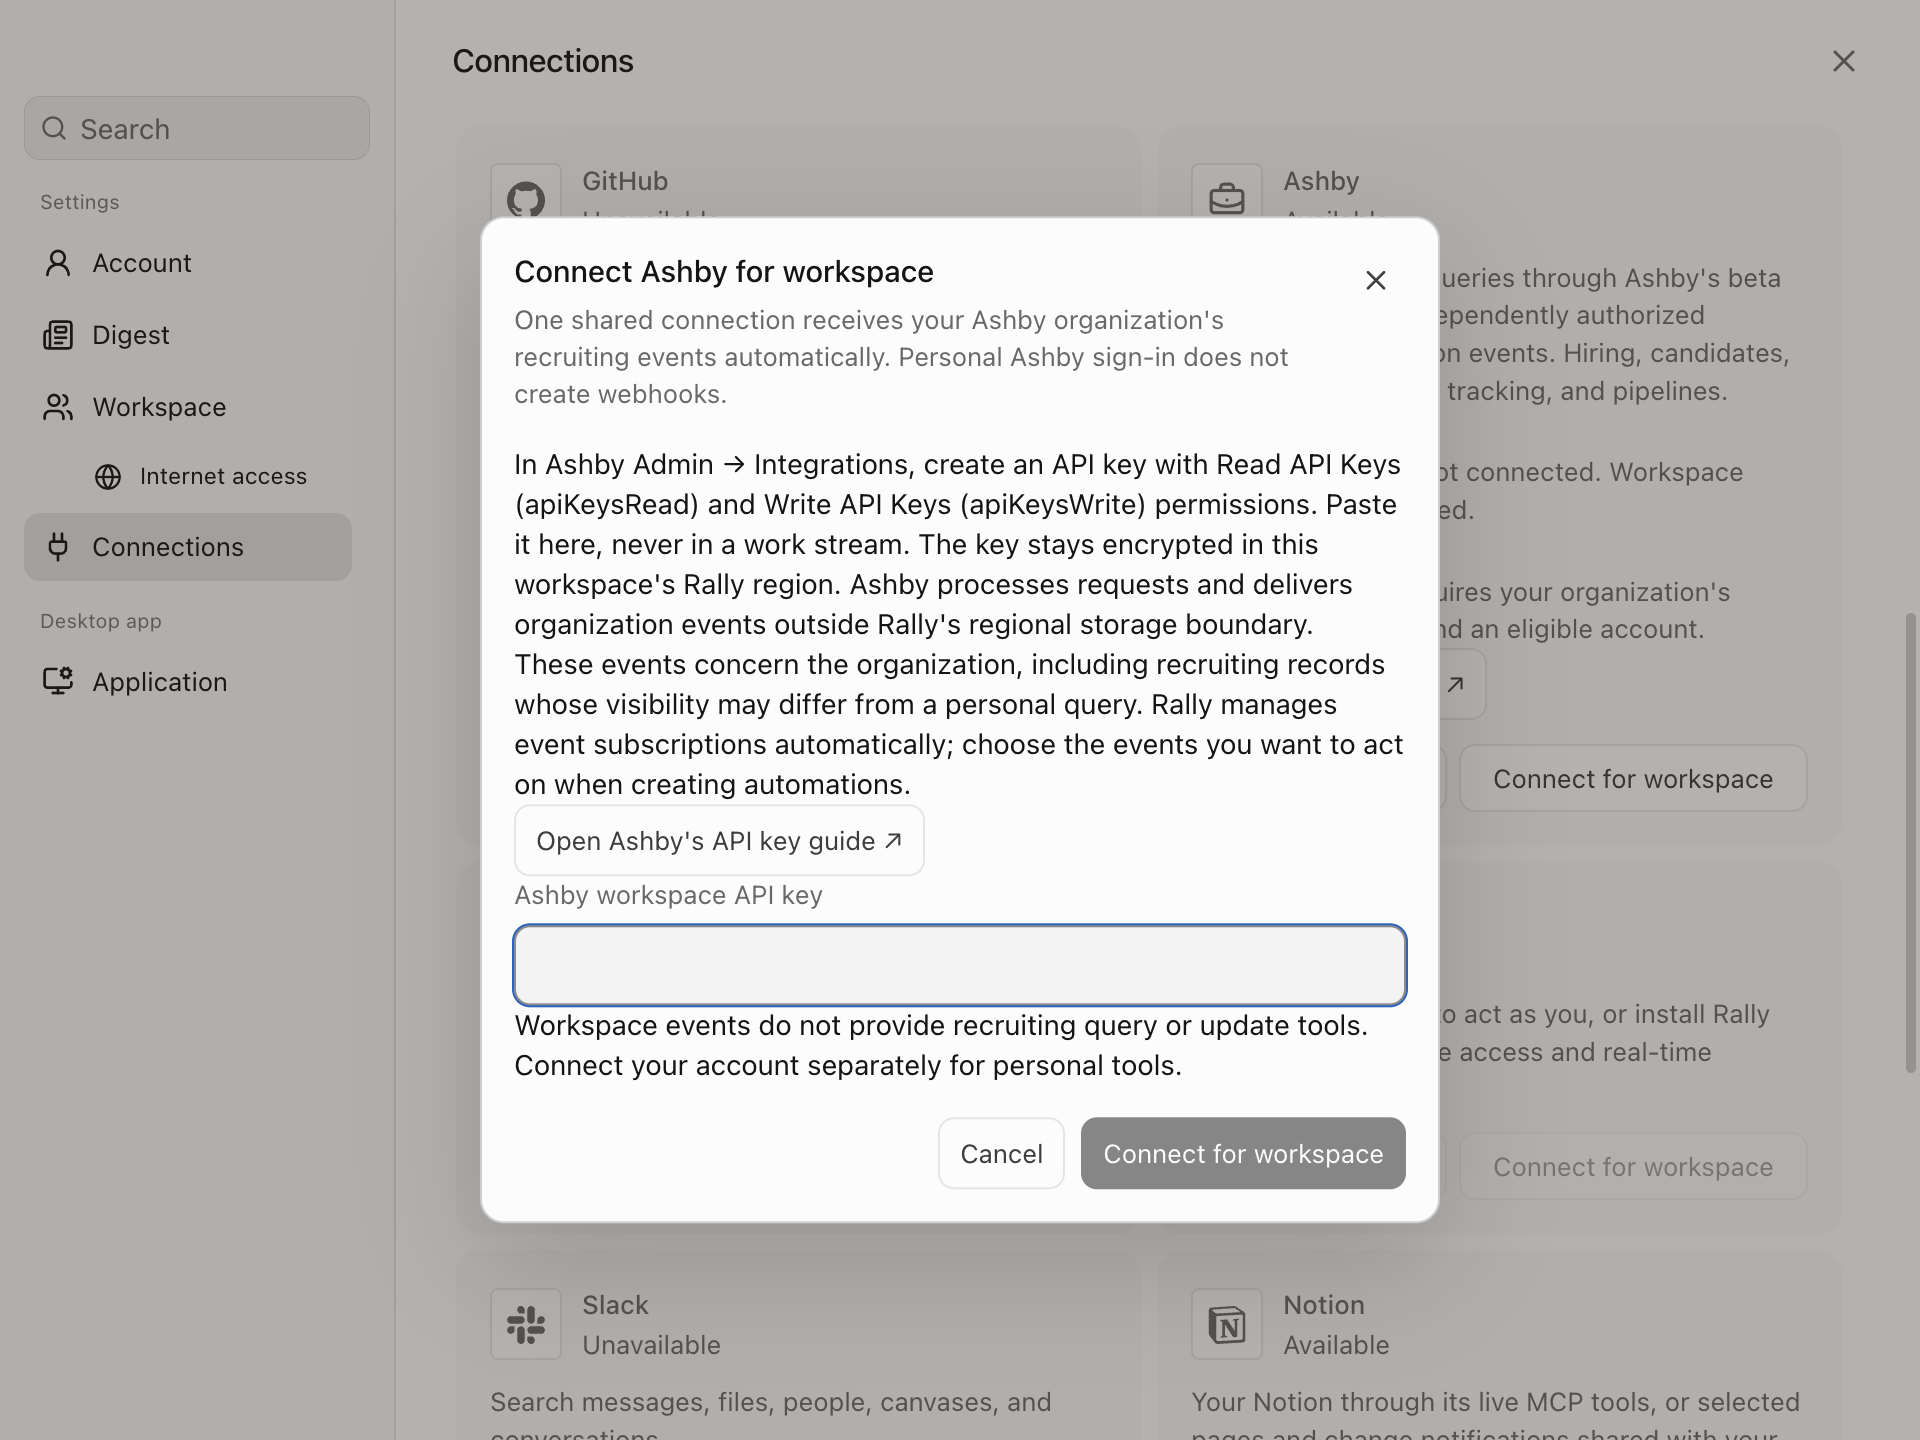 Connections
Search
Settings
Account
Digest
Workspace
Internet access
Connections
Desktop app
Application
GitHub
Ashby
Connect Ashby for workspace
One shared connection receives your Ashby organization's
recruiting events automatically. Personal Ashby sign-in does not
create webhooks.
In Ashby Admin → Integrations, create an API key with Read API Keys
(apiKeysRead) and Write API Keys (apiKeysWrite) permissions. Paste
it here, never in a work stream. The key stays encrypted in this
workspace's Rally region. Ashby processes requests and delivers
organization events outside Rally's regional storage boundary.
These events concern the organization, including recruiting records
whose visibility may differ from a personal query. Rally manages
event subscriptions automatically; choose the events you want to act
on when creating automations.
Open Ashby's API key guide ↗
Ashby workspace API key
Workspace events do not provide recruiting query or update tools.
Connect your account separately for personal tools.
Cancel
Connect for workspace
through Ashby's beta
authorized
events. Hiring, candidates,
tracking, and pipelines.
connected. Workspace
your organization's
an eligible account.
↗
Connect for workspace
act as you, or install Rally
access and real-time
Connect for workspace
Slack
Unavailable
Search messages, files, people, canvases, and
Notion
Available
Your Notion through its live MCP tools, or selected
pages and change notifications shared with your